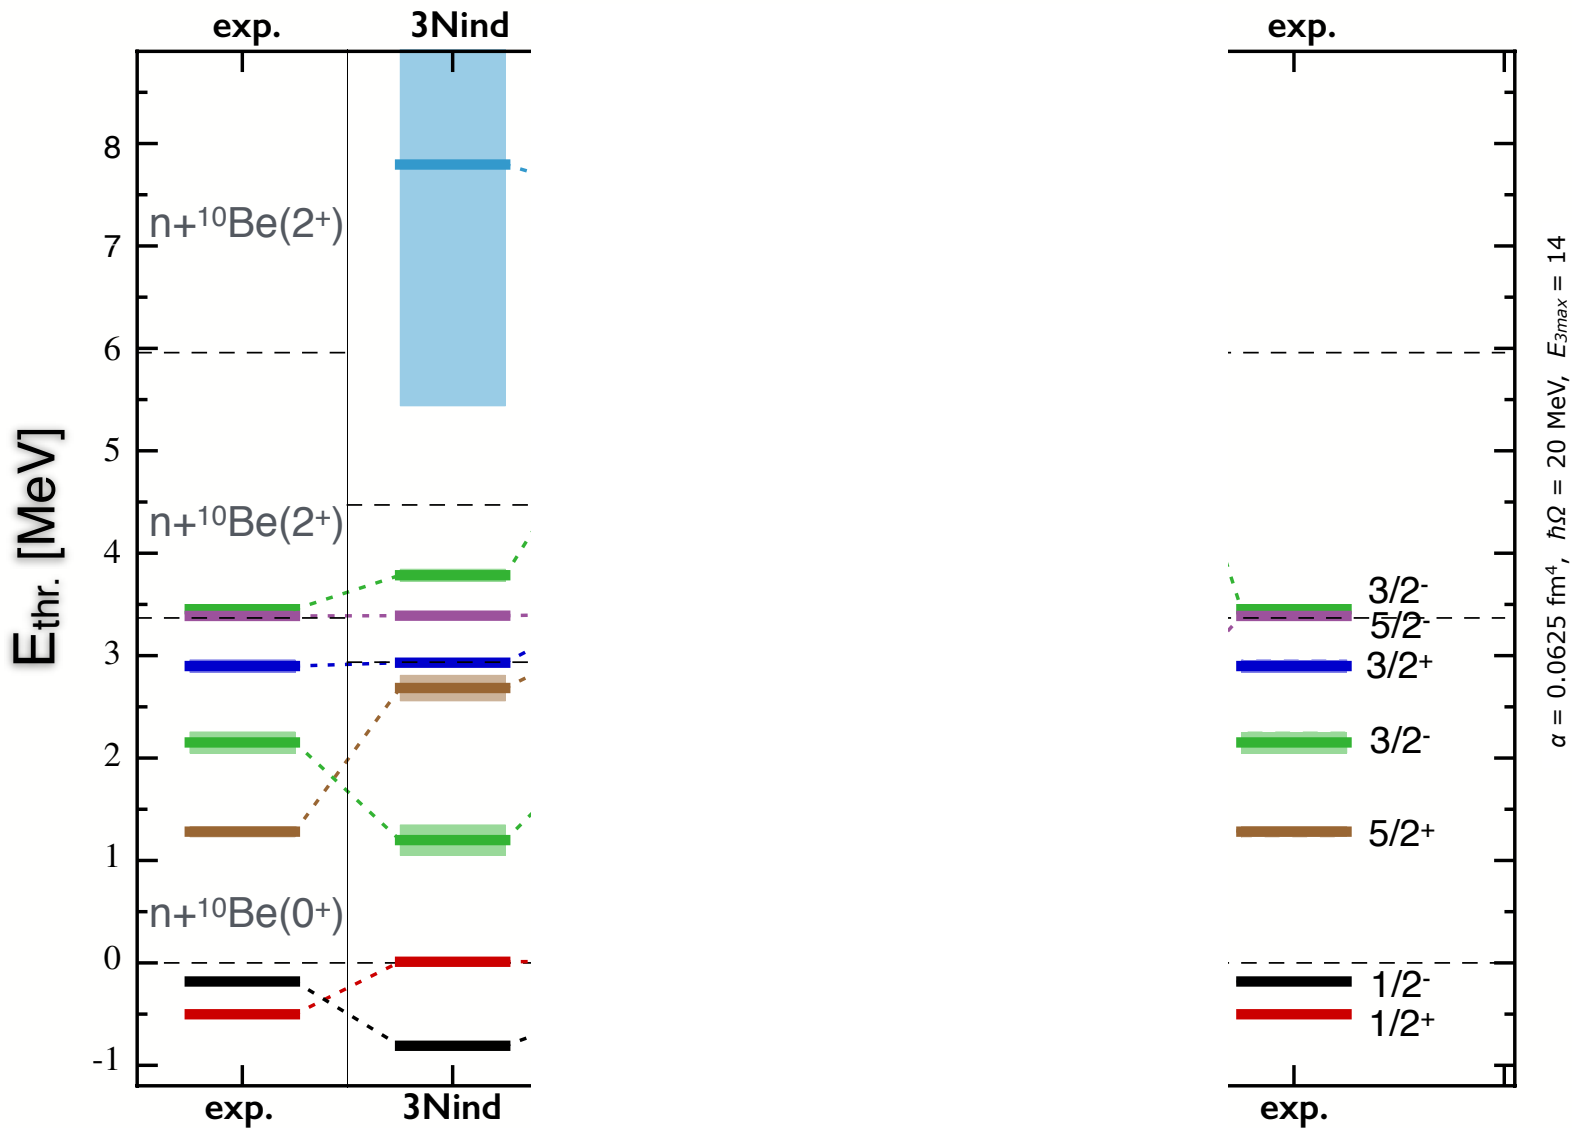 exp. 3Nind exp.
8
n+¹⁰Be(2⁺)
7
6
5
n+¹⁰Be(2⁺)
4
3
2
1
n+¹⁰Be(0⁺)
0
-1
E_thr. [MeV]
3/2⁻
5/2⁻
3/2⁺
3/2⁻
5/2⁺
1/2⁻
1/2⁺
exp. 3Nind exp.
α = 0.0625 fm⁴, ħΩ = 20 MeV, E_3max = 14